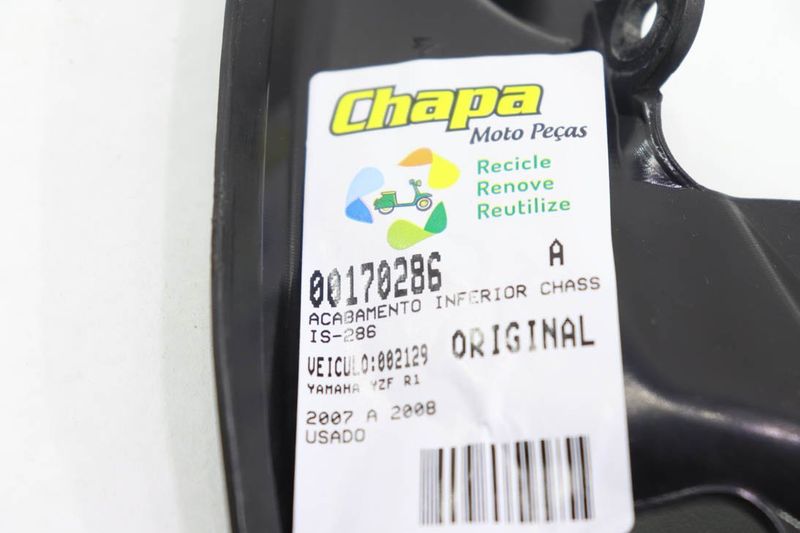 Chapa
Moto Peças
Recicle
Renove
Reutilize
00170286 A
ACABAMENTO INFERIOR CHASS
IS-286
VEICULO:002129 ORIGINAL
YAMAHA YZF R1
2007 A 2008
USADO